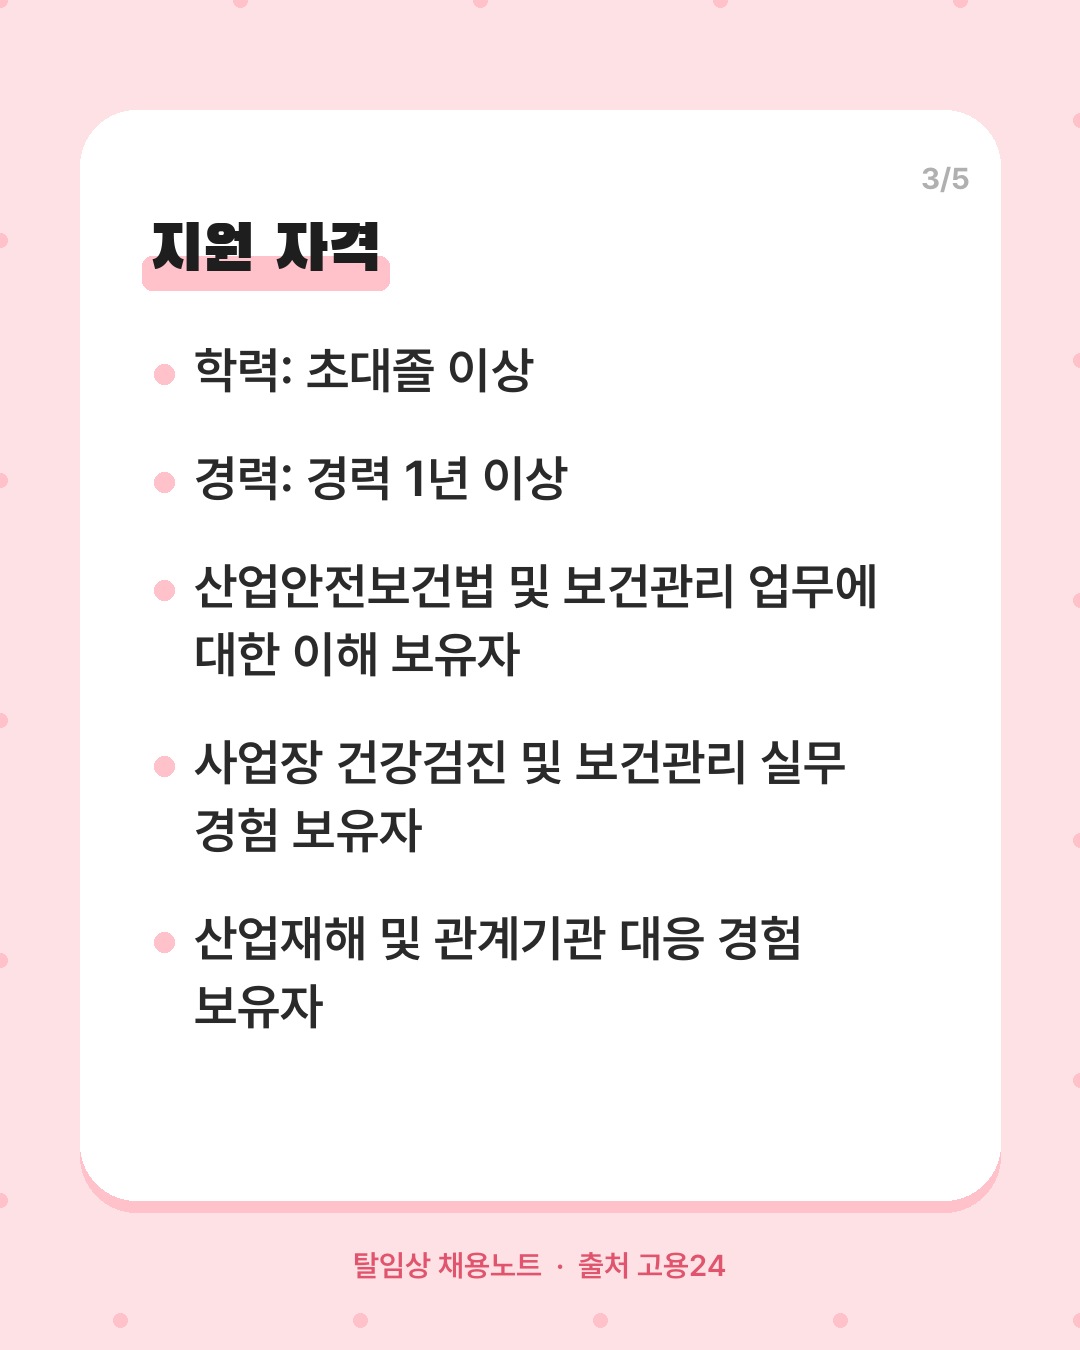 3/5
지원 자격
학력: 초대졸 이상
경력: 경력 1년 이상
산업안전보건법 및 보건관리 업무에
대한 이해 보유자
사업장 건강검진 및 보건관리 실무
경험 보유자
산업재해 및 관계기관 대응 경험
보유자
탈임상 채용노트 · 출처 고용24